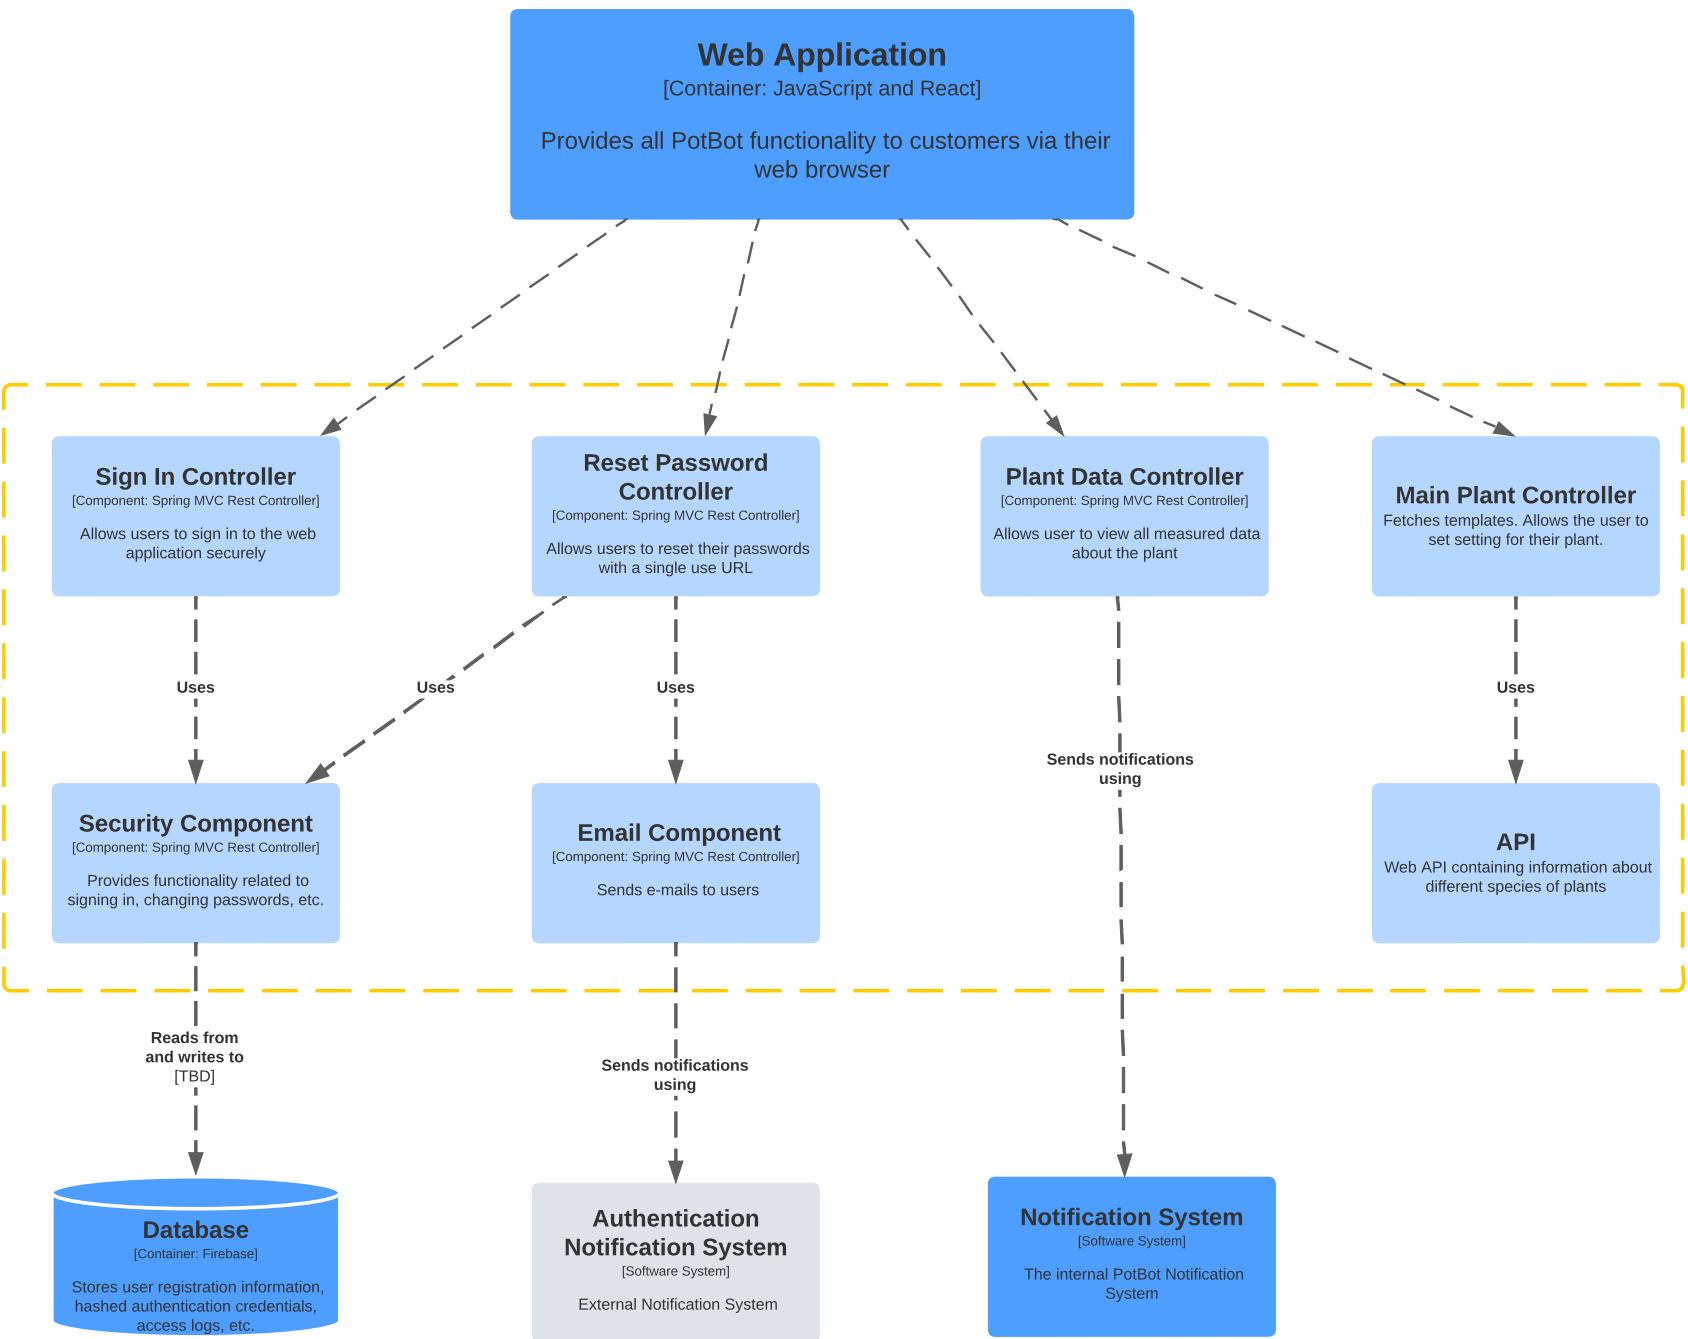 Web Application
[Container: JavaScript and React]
Provides all PotBot functionality to customers via their
web browser
Sign In Controller
[Component: Spring MVC Rest Controller]
Allows users to sign in to the web
application securely
Reset Password
Controller
[Component: Spring MVC Rest Controller]
Allows users to reset their passwords
with a single use URL
Plant Data Controller
[Component: Spring MVC Rest Controller]
Allows user to view all measured data
about the plant
Main Plant Controller
Fetches templates. Allows the user to
set setting for their plant.
Uses
Uses
Uses
Sends notifications
using
Uses
Security Component
[Component: Spring MVC Rest Controller]
Provides functionality related to
signing in, changing passwords, etc.
Email Component
[Component: Spring MVC Rest Controller]
Sends e-mails to users
API
Web API containing information about
different species of plants
Reads from
and writes to
[TBD]
Sends notifications
using
Database
[Container: Firebase]
Stores user registration information,
hashed authentication credentials,
access logs, etc.
Authentication
Notification System
[Software System]
External Notification System
Notification System
[Software System]
The internal PotBot Notification
System